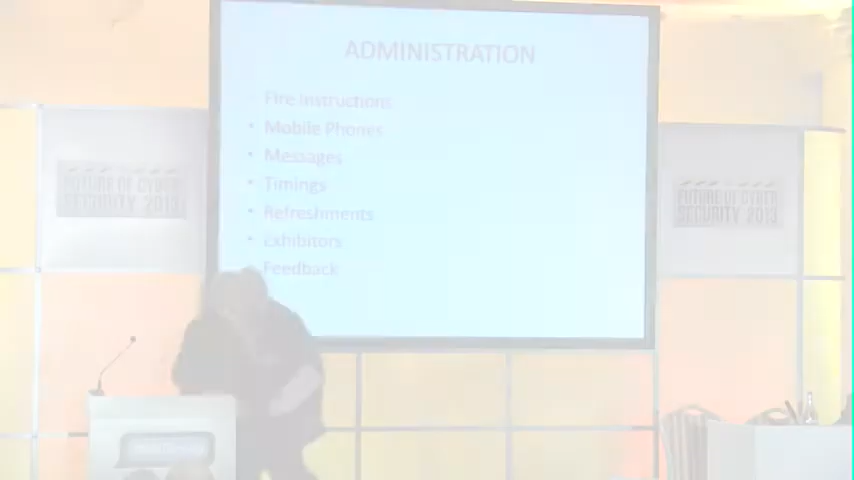 ADMINISTRATION
Fire Instructions
• Mobile Phones
• Messages
• Timings
• Refreshments
• Exhibitors
• Feedback
FUTURE OF CYBER
SECURITY 2013
FUTURE OF CYBER
SECURITY 2013